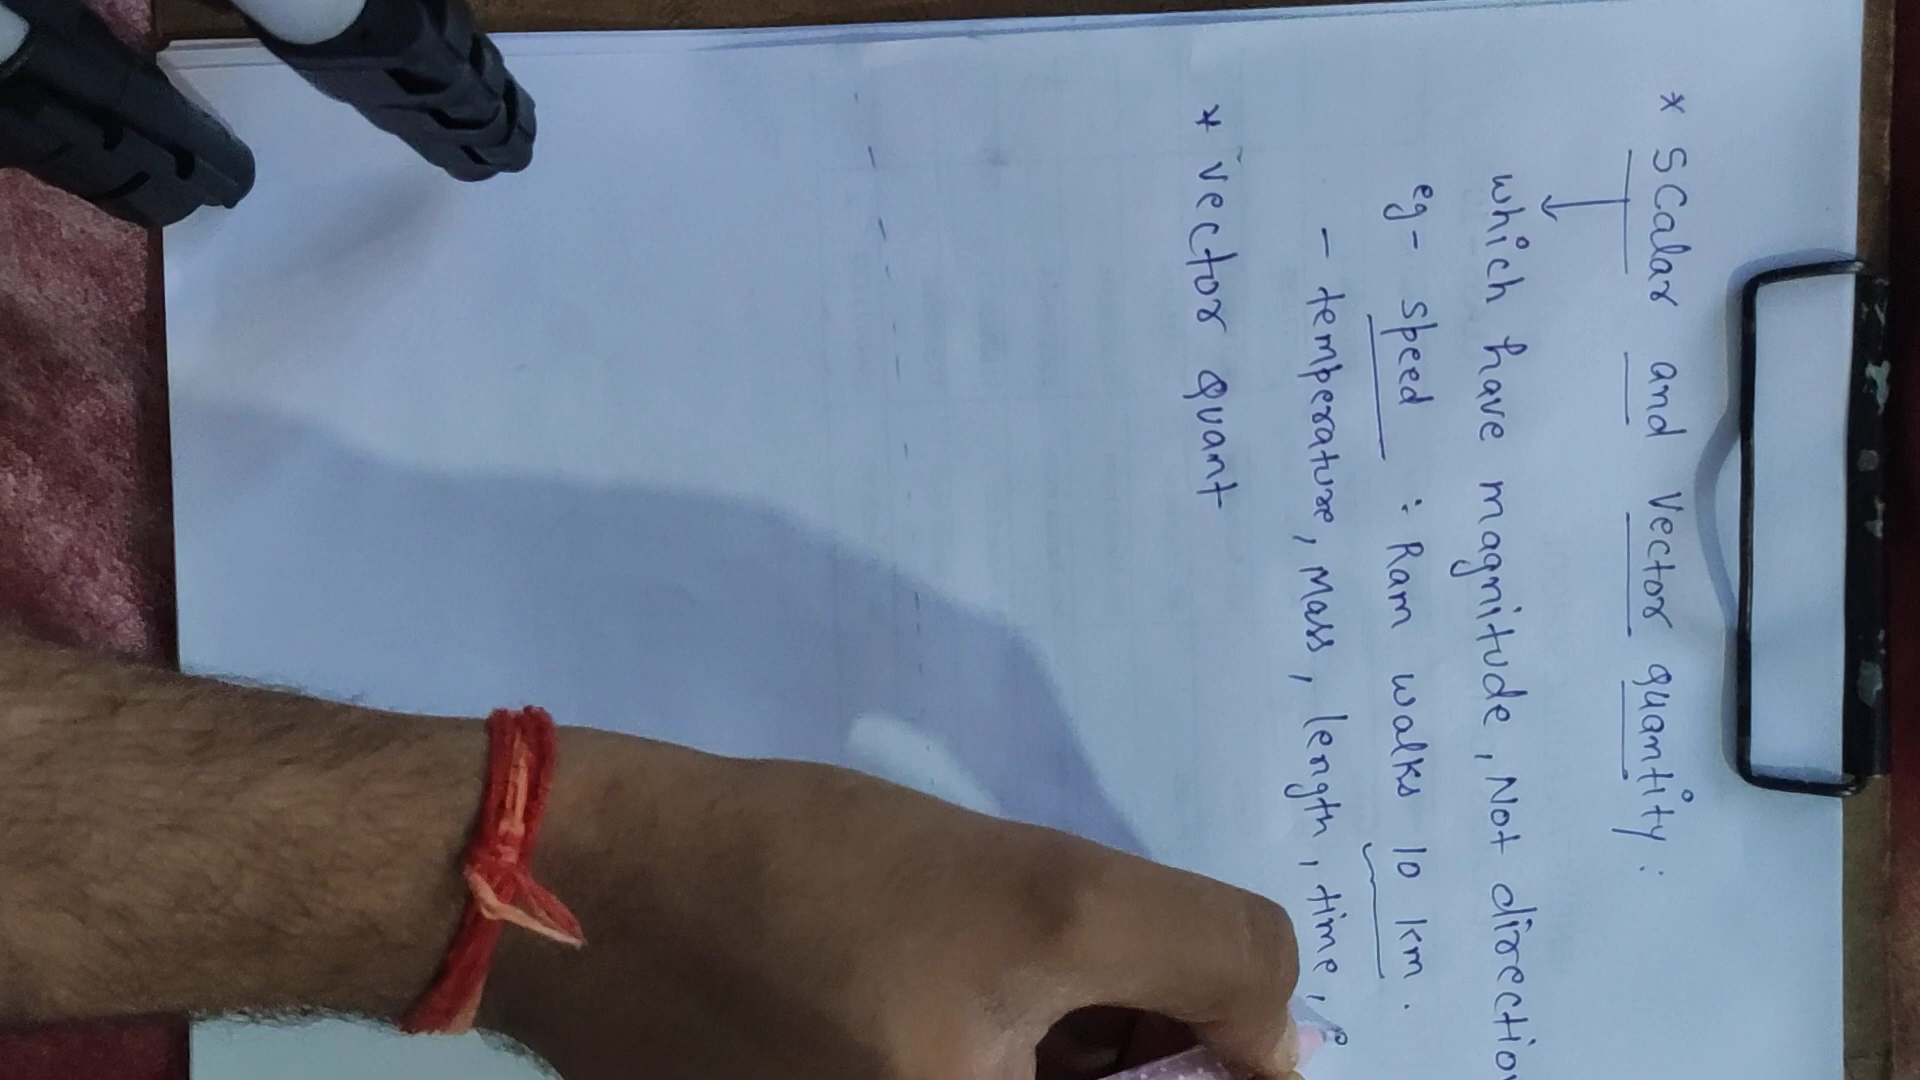 * Scalar and Vector quantity :
which have magnitude, Not direction
eg - speed : Ram walks 10 km.
- temperature, Mass, length, time,
* vector quant